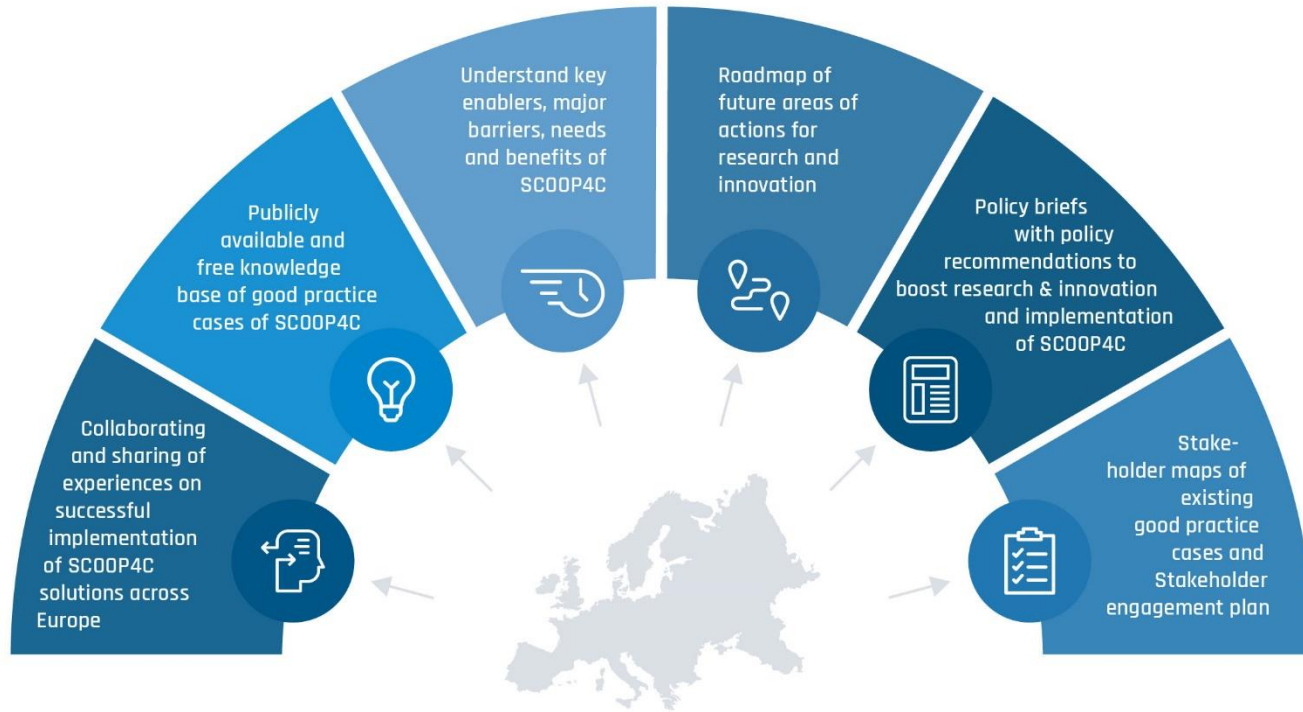 Collaborating
and sharing of
experiences on
successful
implementation
of SCOOP4C
solutions across
Europe
Publicly
available and
free knowledge
base of good practice
cases of SCOOP4C
Understand key
enablers, major
barriers, needs
and benefits of
SCOOP4C
Roadmap of
future areas of
actions for
research and
innovation
Policy briefs
with policy
recommendations to
boost research & innovation
and implementation
of SCOOP4C
Stake-
holder maps of
existing
good practice
cases and
Stakeholder
engagement plan